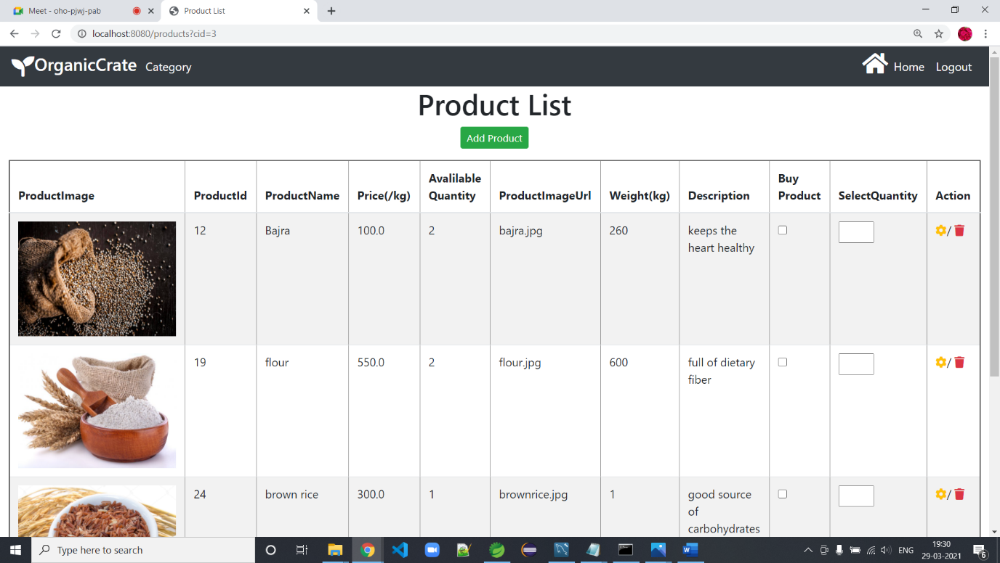 Meet - oho-pjwj-pab
Product List
localhost:8080/products?cid=3
OrganicCrate Category Home Logout
Product List
Add Product
ProductImage ProductId ProductName Price(/kg) Avalilable Quantity ProductImageUrl Weight(kg) Description Buy Product SelectQuantity Action
12 Bajra 100.0 2 bajra.jpg 260 keeps the heart healthy /
19 flour 550.0 2 flour.jpg 600 full of dietary fiber /
24 brown rice 300.0 1 brownrice.jpg 1 good source of carbohydrates /
Type here to search
ENG
19:30
29-03-2021
6